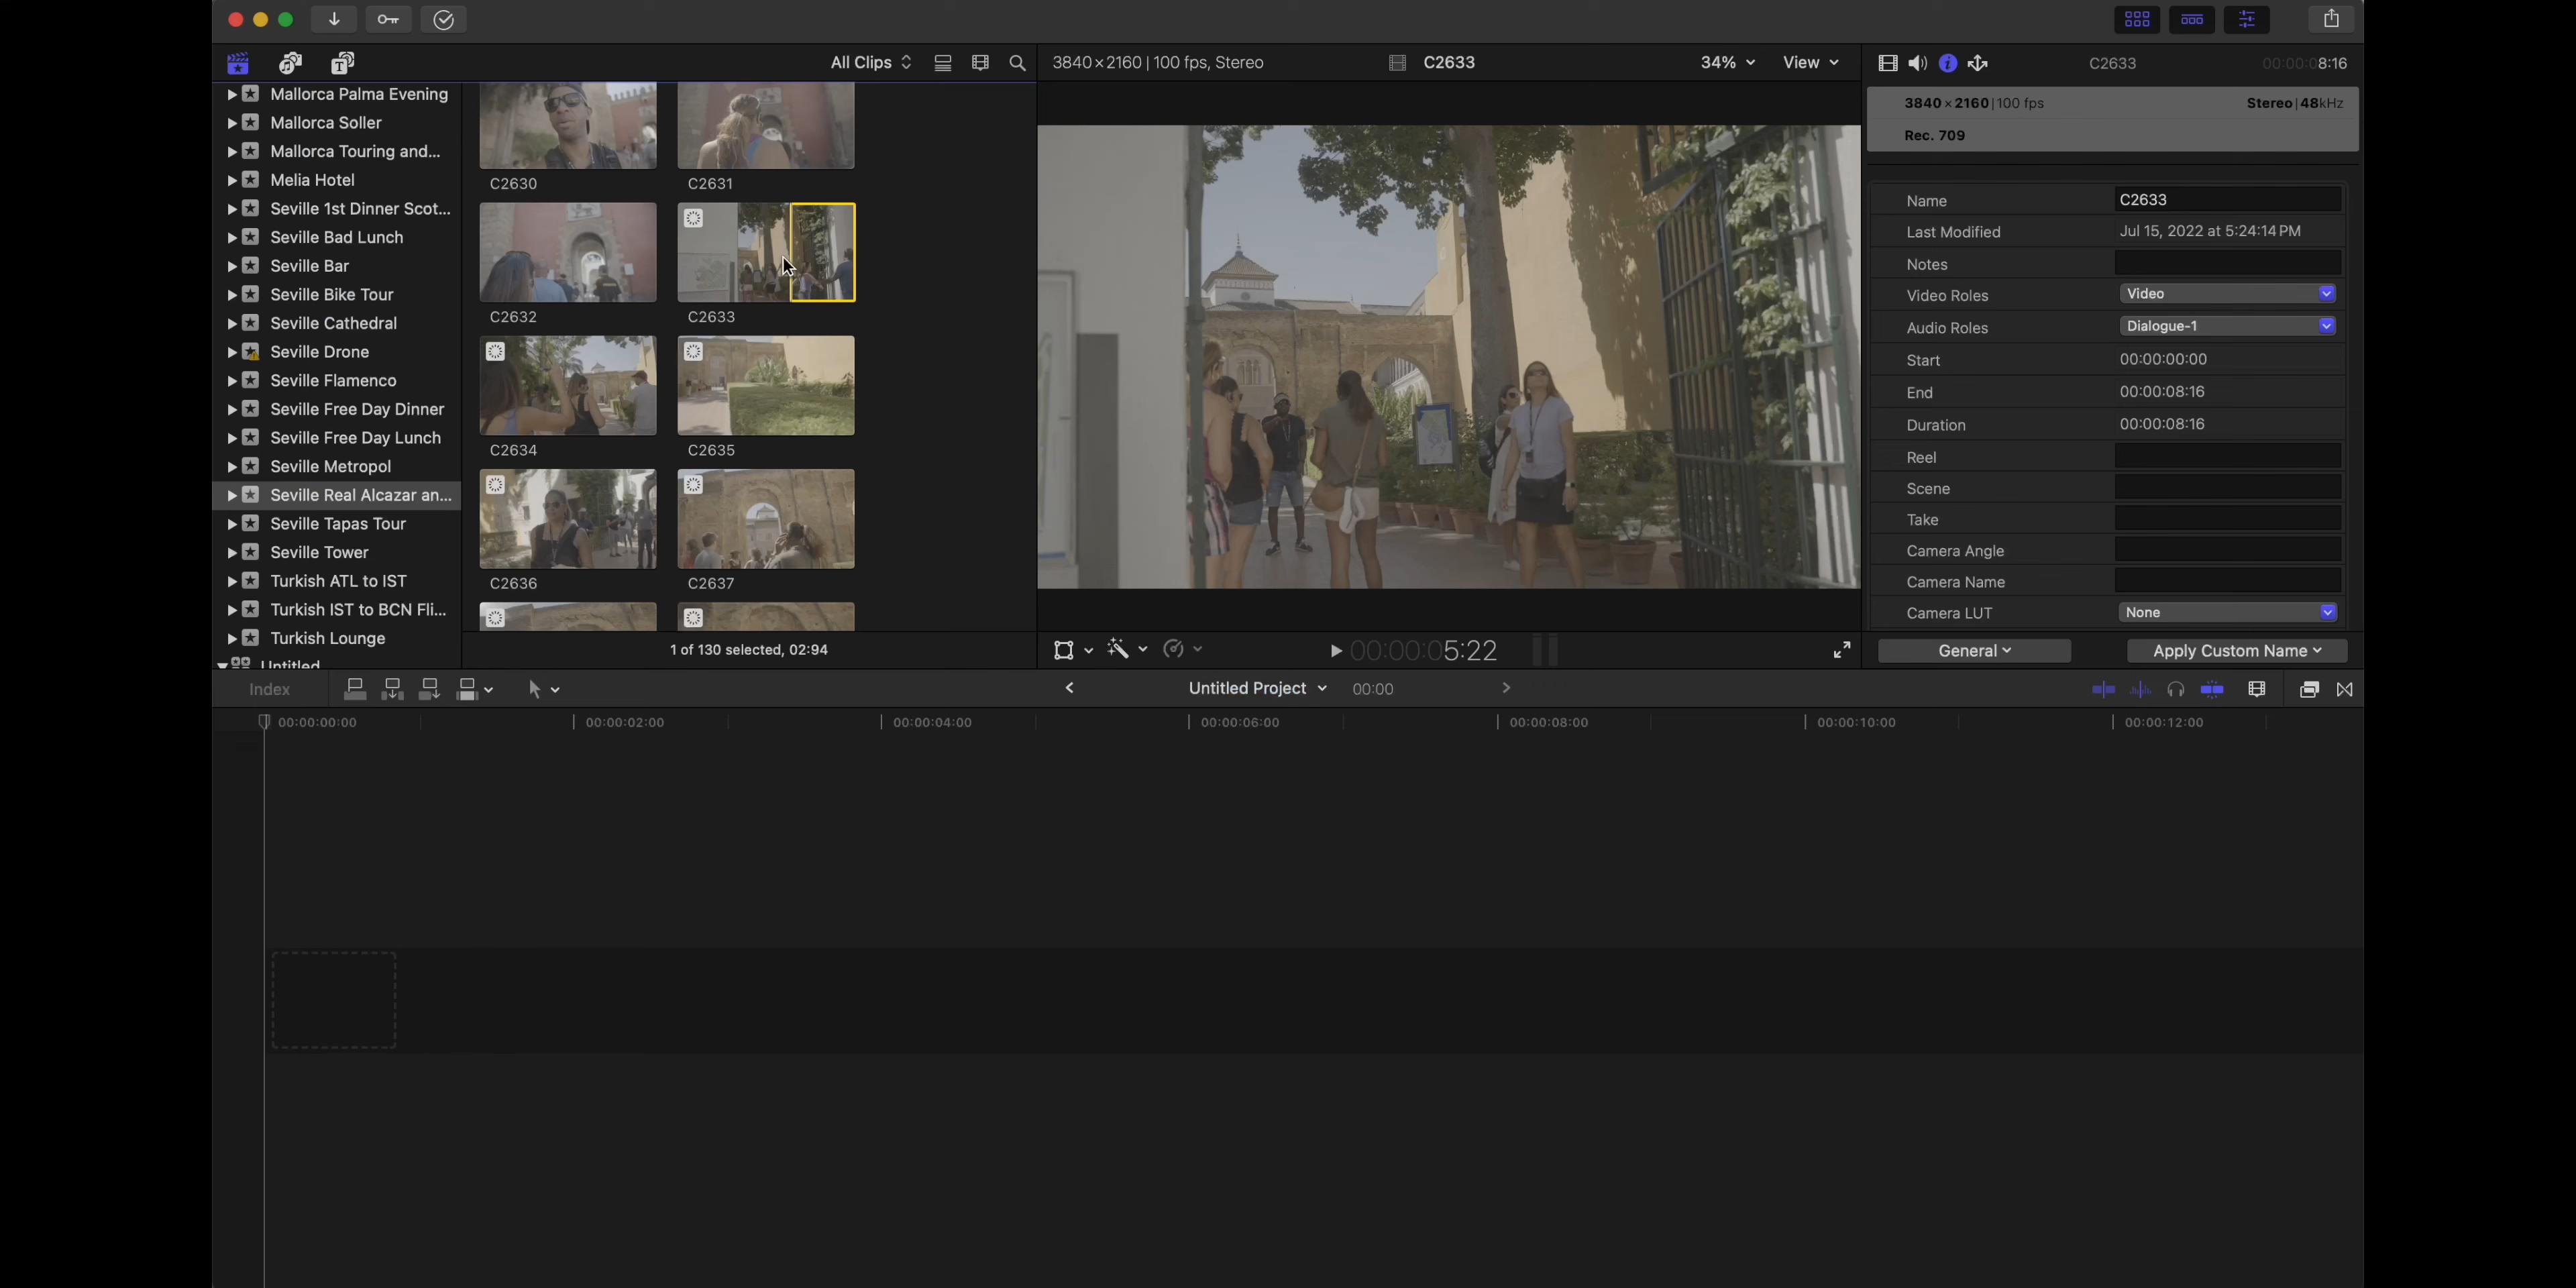 All Clips
3840×2160 | 100 fps, Stereo
C2633
34%
View
C2633
00:00:08:16
Mallorca Palma Evening
Mallorca Soller
Mallorca Touring and...
Melia Hotel
Seville 1st Dinner Scot...
Seville Bad Lunch
Seville Bar
Seville Bike Tour
Seville Cathedral
Seville Drone
Seville Flamenco
Seville Free Day Dinner
Seville Free Day Lunch
Seville Metropol
Seville Real Alcazar an...
Seville Tapas Tour
Seville Tower
Turkish ATL to IST
Turkish IST to BCN Fli...
Turkish Lounge
Untitled
C2630
C2631
C2632
C2633
C2634
C2635
C2636
C2637
1 of 130 selected, 02:94
00:00:05:22
3840×2160 | 100 fps
Stereo | 48kHz
Rec. 709
Name
C2633
Last Modified
Jul 15, 2022 at 5:24:14 PM
Notes
Video Roles
Video
Audio Roles
Dialogue-1
Start
00:00:00:00
End
00:00:08:16
Duration
00:00:08:16
Reel
Scene
Take
Camera Angle
Camera Name
Camera LUT
None
General
Apply Custom Name
Index
Untitled Project
00:00
00:00:00:00
00:00:02:00
00:00:04:00
00:00:06:00
00:00:08:00
00:00:10:00
00:00:12:00